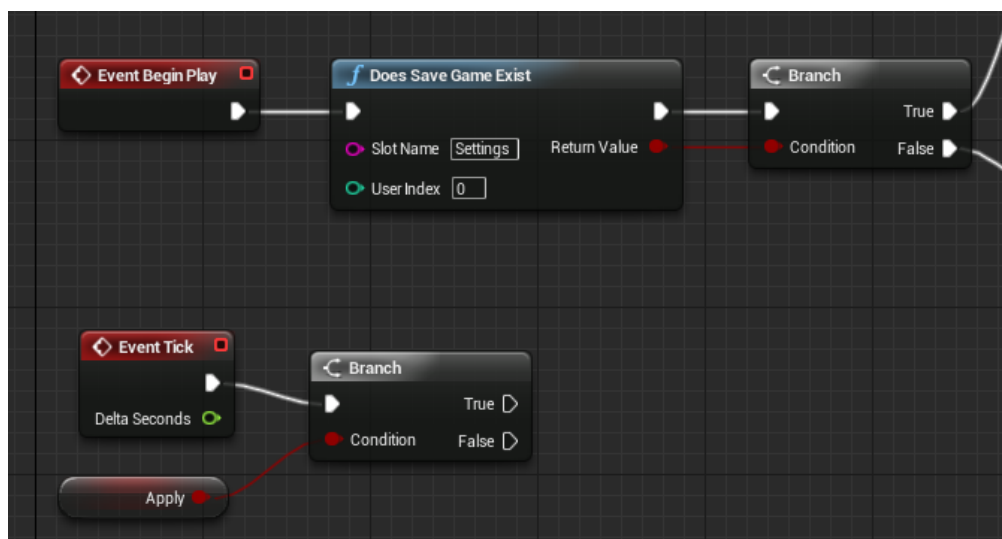 Event Begin Play
f Does Save Game Exist
Slot Name Settings Return Value
User Index 0
Branch
True
Condition False
Event Tick
Delta Seconds
Branch
True
Condition False
Apply